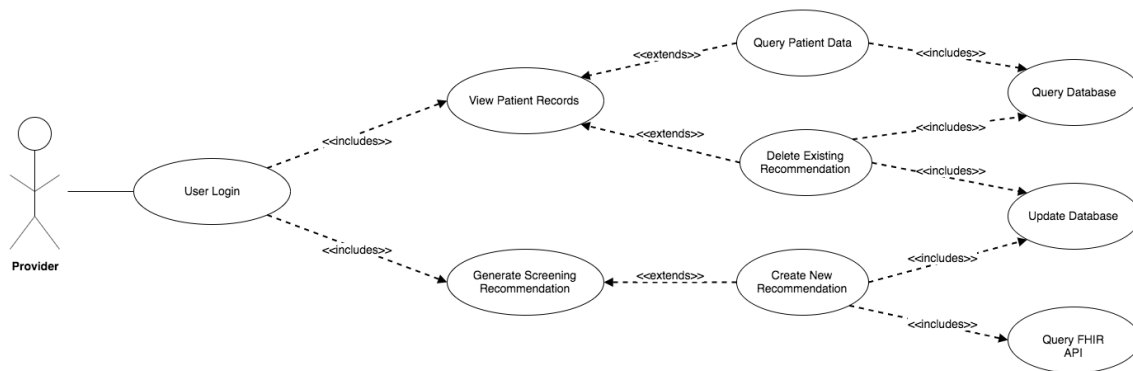 Query Patient Data
<<extends>>
<<includes>>
View Patient Records
Query Database
<<includes>>
<<extends>>
<<includes>>
Delete Existing
Recommendation
<<includes>>
User Login
Update Database
Provider
<<includes>>
<<includes>>
Generate Screening
Recommendation
<<extends>>
Create New
Recommendation
<<includes>>
Query FHIR
API